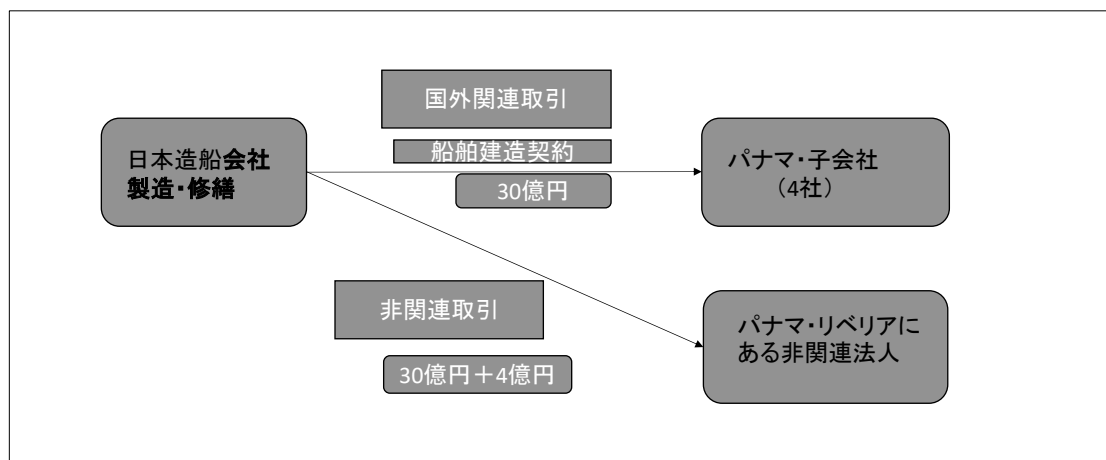 国外関連取引
船舶建造契約
30億円
日本造船会社
製造・修繕
パナマ・子会社
（4社）
非関連取引
30億円＋4億円
パナマ・リベリアに
ある非関連法人